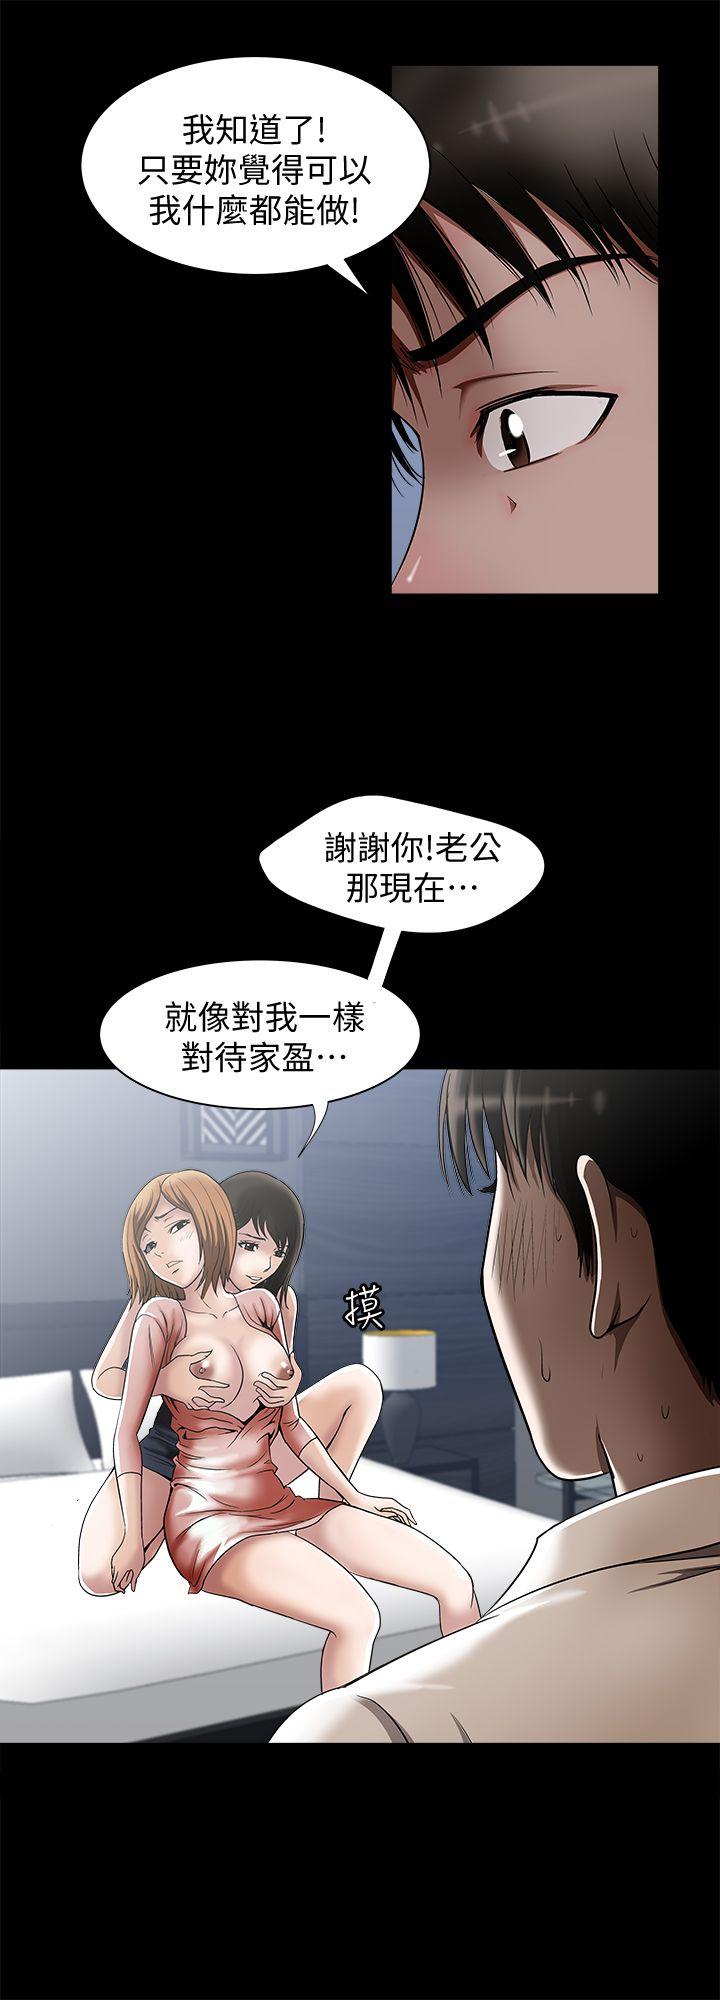 我知道了!
只要妳覺得可以
我什麼都能做!
謝謝你!老公
那現在…
就像對我一樣
對待家盈…
摸